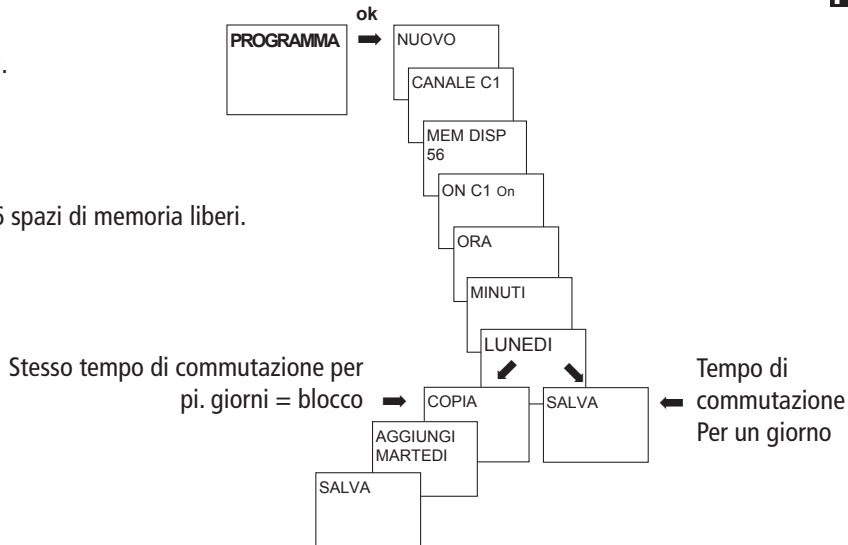 ok
PROGRAMMA
NUOVO
.
CANALE C1
MEM DISP
56
ON C1 On
spazi di memoria liberi.
ORA
MINUTI
LUNEDI
Stesso tempo di commutazione per
pi. giorni = blocco
COPIA
SALVA
Tempo di
commutazione
Per un giorno
AGGIUNGI
MARTEDI
SALVA